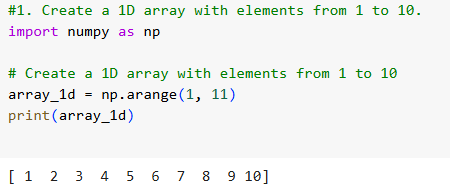 #1. Create a 1D array with elements from 1 to 10.
import numpy as np
# Create a 1D array with elements from 1 to 10
array_1d = np.arange(1, 11)
print(array_1d)
[ 1  2  3  4  5  6  7  8  9 10]